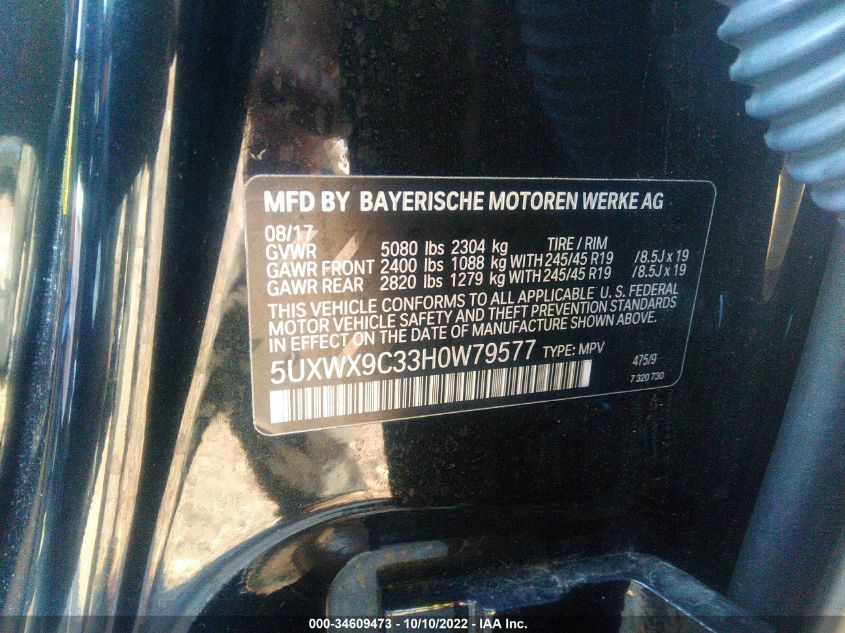 MFD BY BAYERISCHE MOTOREN WERKE AG
08/17
GVWR 5080 lbs 2304 kg TIRE / RIM
GAWR FRONT 2400 lbs 1088 kg WITH 245/45 R19 /8.5J x 19
GAWR REAR 2820 lbs 1279 kg WITH 245/45 R19 /8.5J x 19
THIS VEHICLE CONFORMS TO ALL APPLICABLE U.S. FEDERAL
MOTOR VEHICLE SAFETY AND THEFT PREVENTION STANDARDS
IN EFFECT ON THE DATE OF MANUFACTURE SHOWN ABOVE.
5UXWX9C33H0W79577 TYPE: MPV 475/9
7 320 730
000-34609473 - 10/10/2022 - IAA Inc.